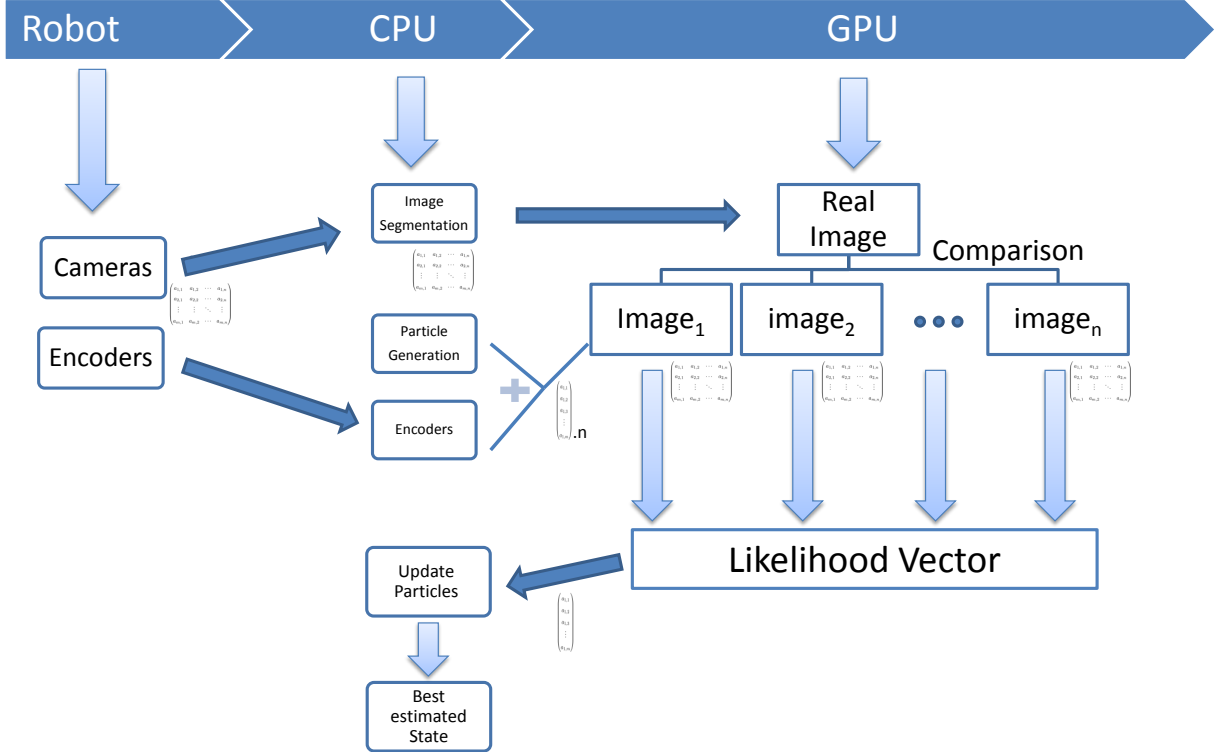 Robot
CPU
GPU
Cameras
Encoders
Image
Segmentation
Particle
Generation
Encoders
.n
Real
Image
Comparison
Image₁
image₂
imageₙ
Likelihood Vector
Update
Particles
Best
estimated
State